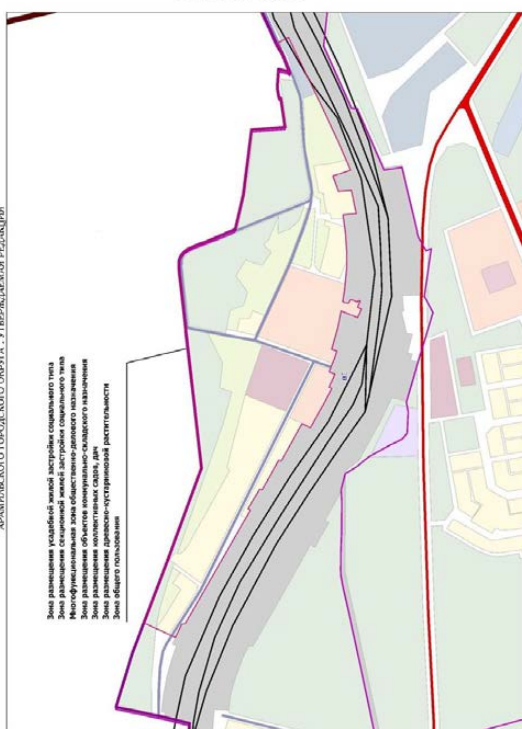 АРАМИЛЬСКОГО ГОРОДСКОГО ОКРУГА". УТВЕРЖДАЕМАЯ РЕДАКЦИЯ
Зона размещения усадебной жилой застройки социального типа
Зона размещения секционной жилой застройки социального типа
Многофункциональная зона общественно-делового назначения
Зона размещения объектов коммунально-складского назначения
Зона размещения коллективных садов, дач
Зона размещения древесно-кустарниковой растительности
Зона общего пользования